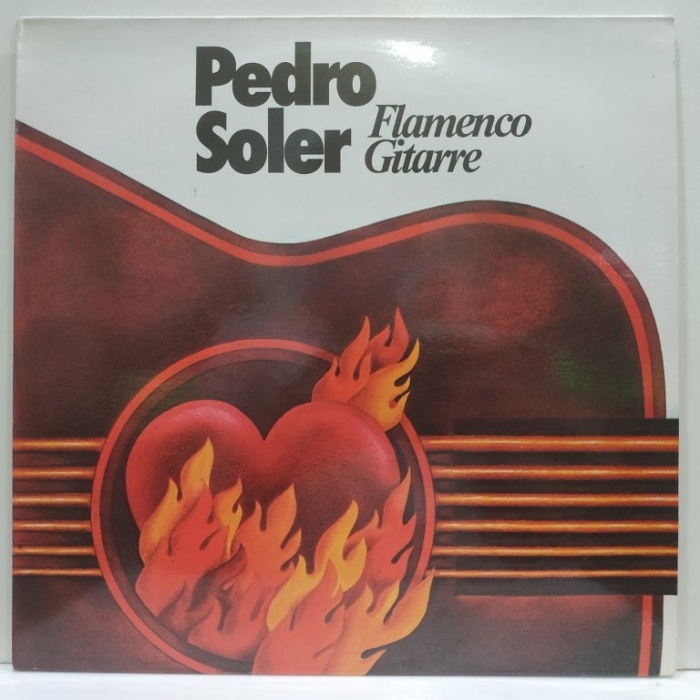 Pedro
Soler
Flamenco
Gitarre